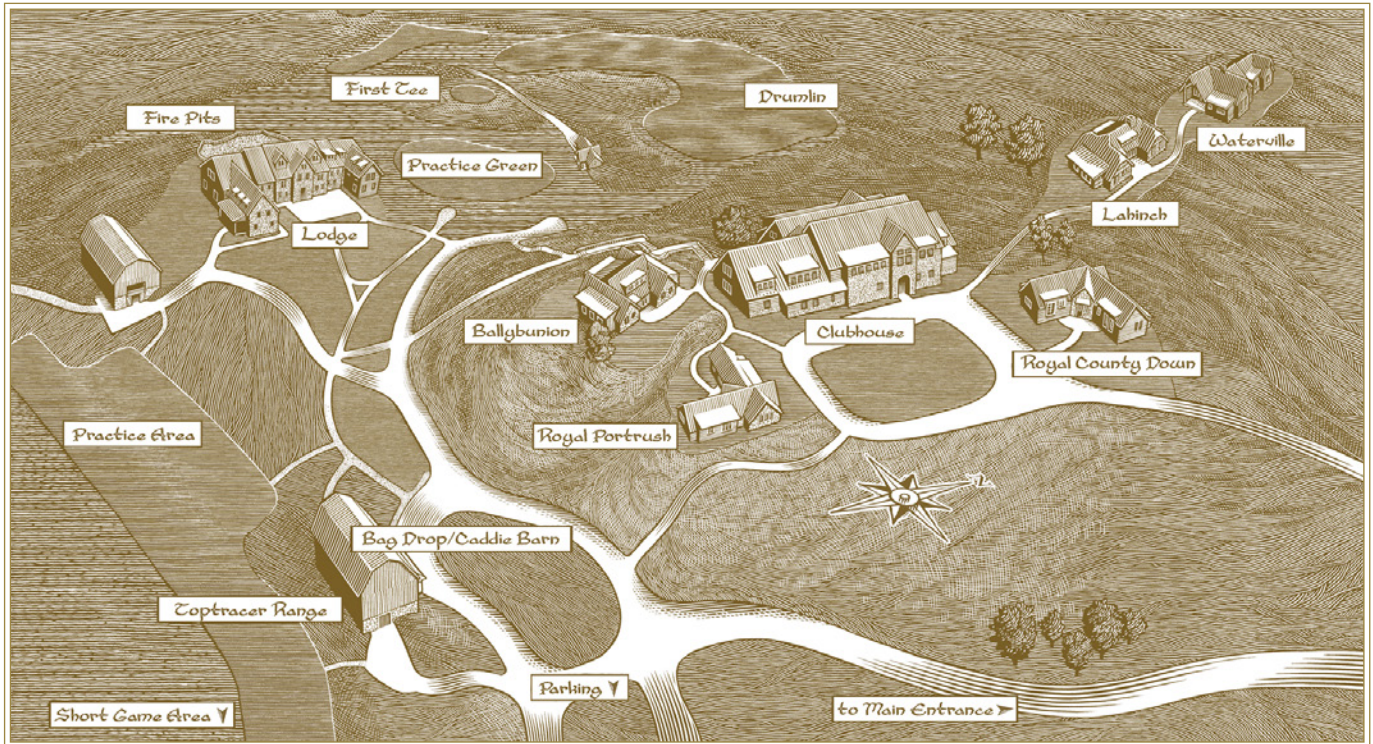 First Tee
Drumlin
Fire Pits
Waterville
Practice Green
Lahinch
Lodge
Ballybunion
Clubhouse
Royal County Down
Practice Area
Royal Portrush
N
Bag Drop/Caddie Barn
Toptracer Range
Parking
Short Game Area
to Main Entrance